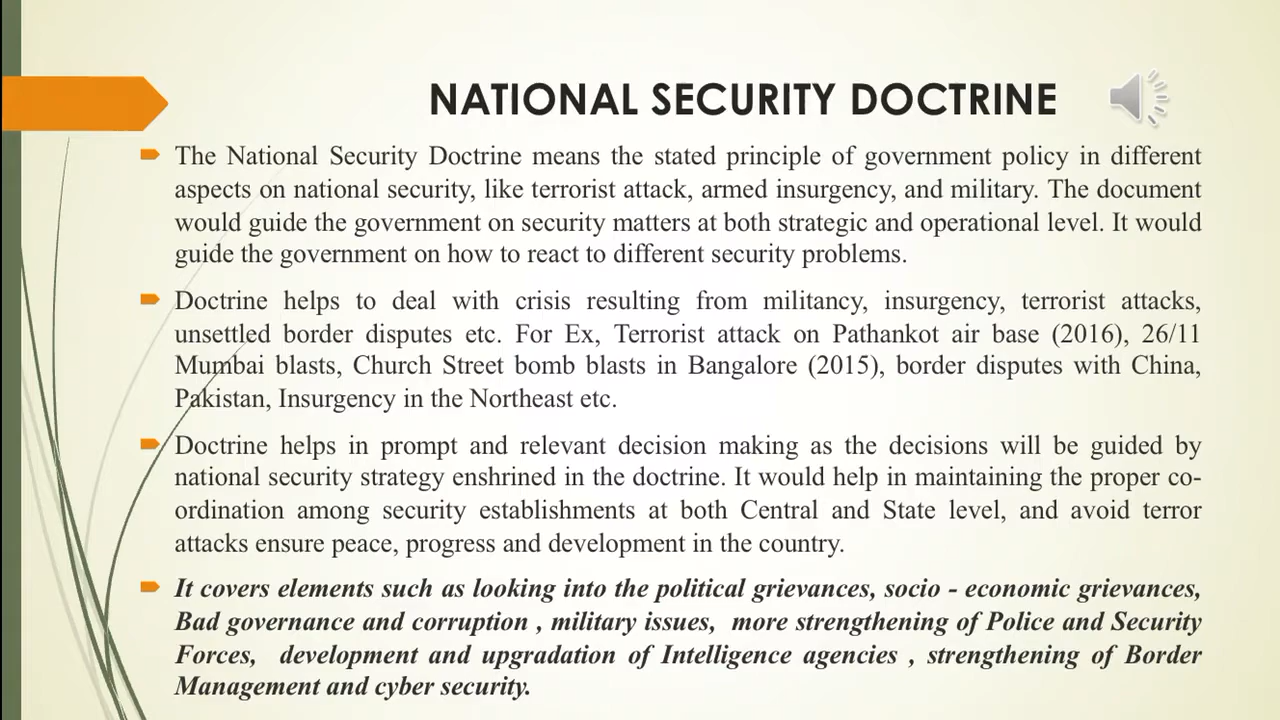 NATIONAL SECURITY DOCTRINE
The National Security Doctrine means the stated principle of government policy in different
aspects on national security, like terrorist attack, armed insurgency, and military. The document
would guide the government on security matters at both strategic and operational level. It would
guide the government on how to react to different security problems.
Doctrine helps to deal with crisis resulting from militancy, insurgency, terrorist attacks,
unsettled border disputes etc. For Ex, Terrorist attack on Pathankot air base (2016), 26/11
Mumbai blasts, Church Street bomb blasts in Bangalore (2015), border disputes with China,
Pakistan, Insurgency in the Northeast etc.
Doctrine helps in prompt and relevant decision making as the decisions will be guided by
national security strategy enshrined in the doctrine. It would help in maintaining the proper co-
ordination among security establishments at both Central and State level, and avoid terror
attacks ensure peace, progress and development in the country.
It covers elements such as looking into the political grievances, socio - economic grievances,
Bad governance and corruption , military issues, more strengthening of Police and Security
Forces, development and upgradation of Intelligence agencies , strengthening of Border
Management and cyber security.